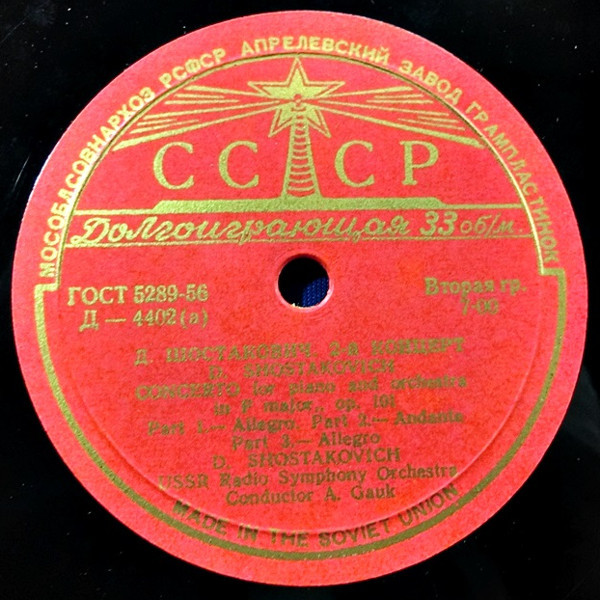 МОСОБЛСОВНАРХОЗ РСФСР АПРЕЛЕВСКИЙ ЗАВОД ГРАМПЛАСТИНОК
СССР
Долгоиграющая 33 об/м.
ГОСТ 5289-56
Д — 4402 (а)
Вторая гр.
7-00
Д. ШОСТАКОВИЧ. 2-й КОНЦЕРТ
D. SHOSTAKOVICH
CONCERTO for piano and orchestra
in F major, op. 101
Part 1.— Allegro. Part 2.— Andante
Part 3.— Allegro
D. SHOSTAKOVICH
USSR Radio Symphony Orchestra
Conductor A. Gauk
MADE IN THE SOVIET UNION